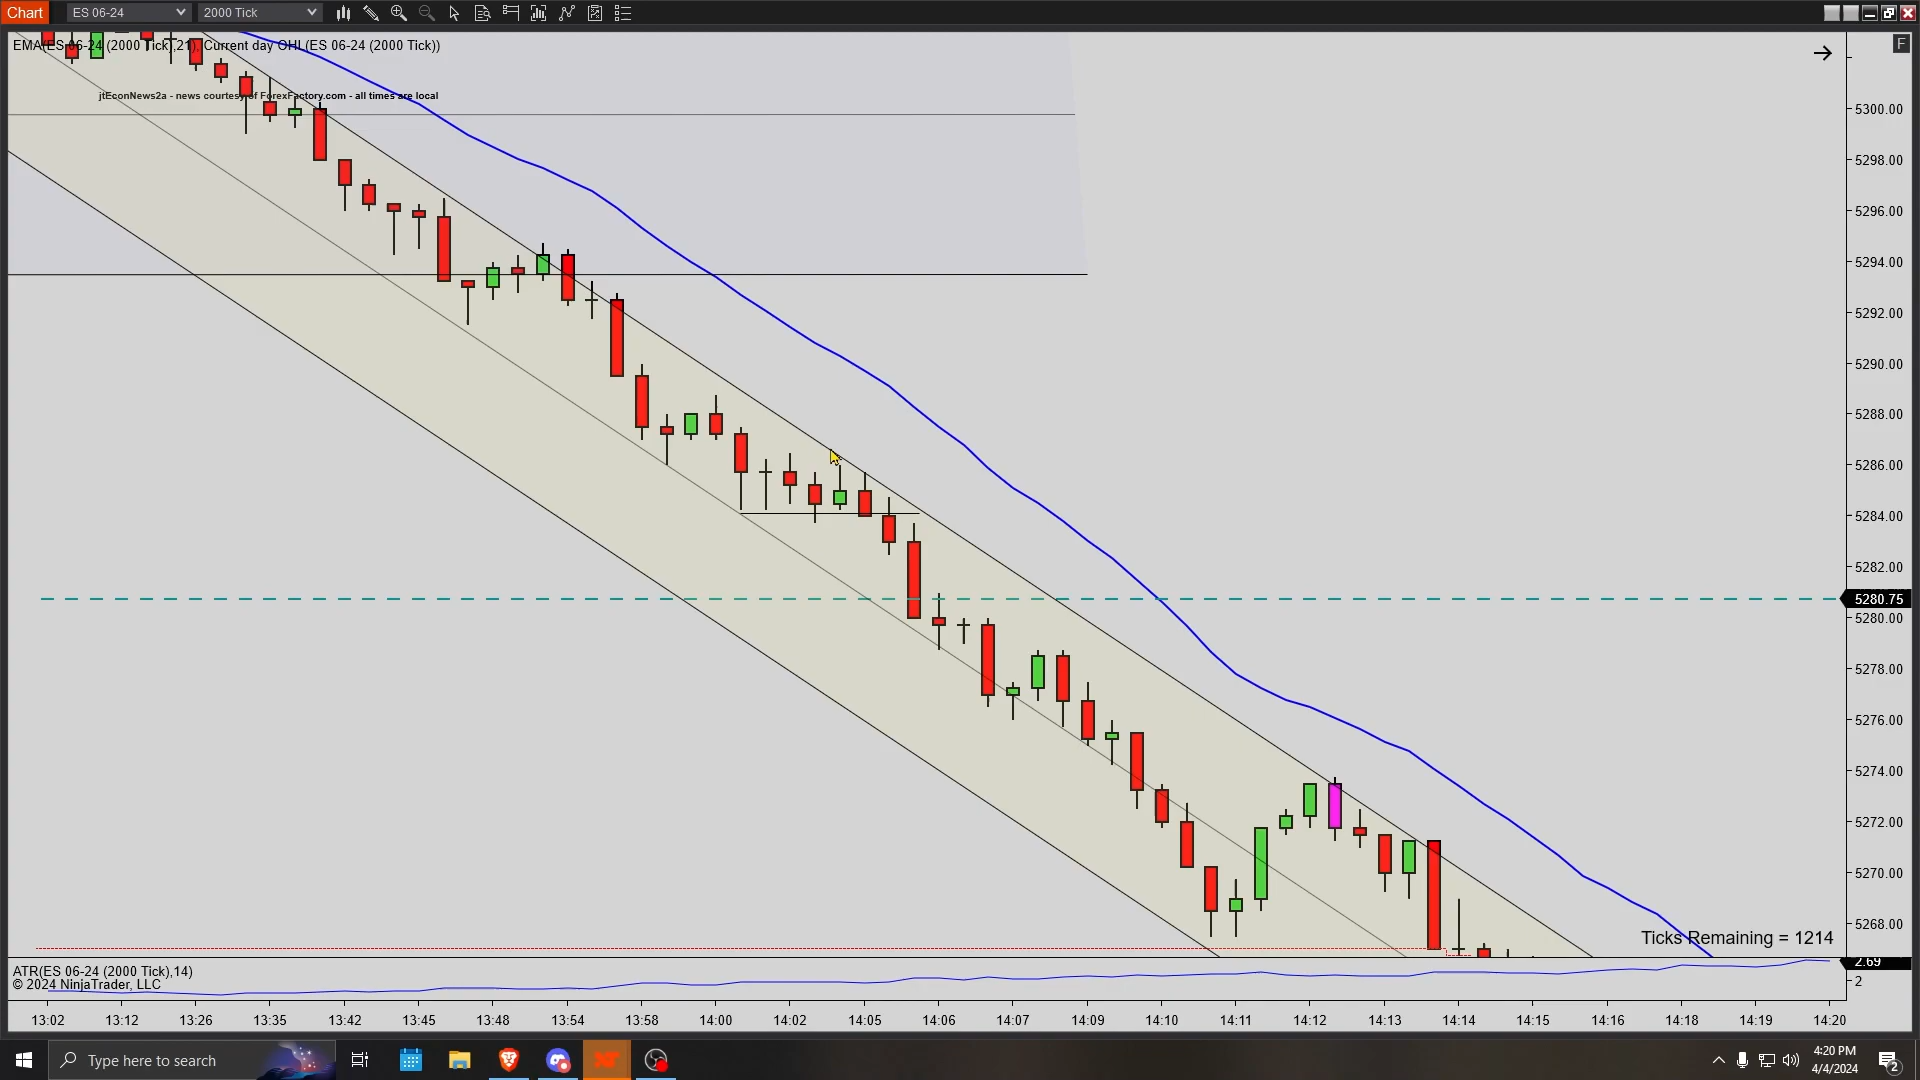 Chart ES 06-24 2000 Tick
EMA(ES 06-24 (2000 Tick),21), Current day OHL(ES 06-24 (2000 Tick))
F
jtEconNews2a - news courtesy of ForexFactory.com - all times are local
5300.00
5298.00
5296.00
5294.00
5292.00
5290.00
5288.00
5286.00
5284.00
5282.00
5280.75
5280.00
5278.00
5276.00
5274.00
5272.00
5270.00
5268.00
Ticks Remaining = 1214
2.69
ATR(ES 06-24 (2000 Tick),14)
2
© 2024 NinjaTrader, LLC
13:02 13:12 13:26 13:35 13:42 13:45 13:48 13:54 13:58 14:00 14:02 14:05 14:06 14:07 14:09 14:10 14:11 14:12 14:13 14:14 14:15 14:16 14:18 14:19 14:20
Type here to search
4:20 PM
4/4/2024
2